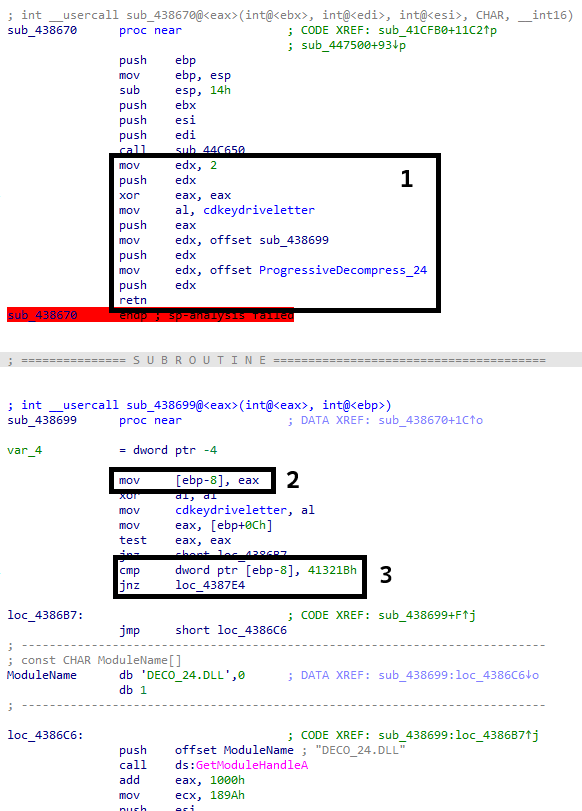 ; int __usercall sub_438670@<eax>(int@<ebx>, int@<edi>, int@<esi>, CHAR, __int16)
sub_438670 proc near ; CODE XREF: sub_41CFB0+11C2↑p
; sub_447500+93↓p
push ebp
mov ebp, esp
sub esp, 14h
push ebx
push esi
push edi
call sub_44C650
mov edx, 2
push edx
1
xor eax, eax
mov al, cdkeydriveletter
push eax
mov edx, offset sub_438699
push edx
mov edx, offset ProgressiveDecompress_24
push edx
retn
sub_438670 endp ; sp-analysis failed
; =============== S U B R O U T I N E =======================================
; int __usercall sub_438699@<eax>(int@<eax>, int@<ebp>)
sub_438699 proc near ; DATA XREF: sub_438670+1C↑o
var_4 = dword ptr -4
mov [ebp-8], eax
2
xor al, al
mov cdkeydriveletter, al
mov eax, [ebp+0Ch]
test eax, eax
jnz short loc_4386B7
cmp dword ptr [ebp-8], 41321Bh
3
jnz loc_4387E4
loc_4386B7: ; CODE XREF: sub_438699+F↑j
jmp short loc_4386C6
; ---------------------------------------------------------------------------
; const CHAR ModuleName[]
ModuleName db 'DECO_24.DLL',0 ; DATA XREF: sub_438699:loc_4386C6↓o
db 1
; ---------------------------------------------------------------------------
loc_4386C6: ; CODE XREF: sub_438699:loc_4386B7↑j
push offset ModuleName ; "DECO_24.DLL"
call ds:GetModuleHandleA
add eax, 1000h
mov ecx, 189Ah
push esi